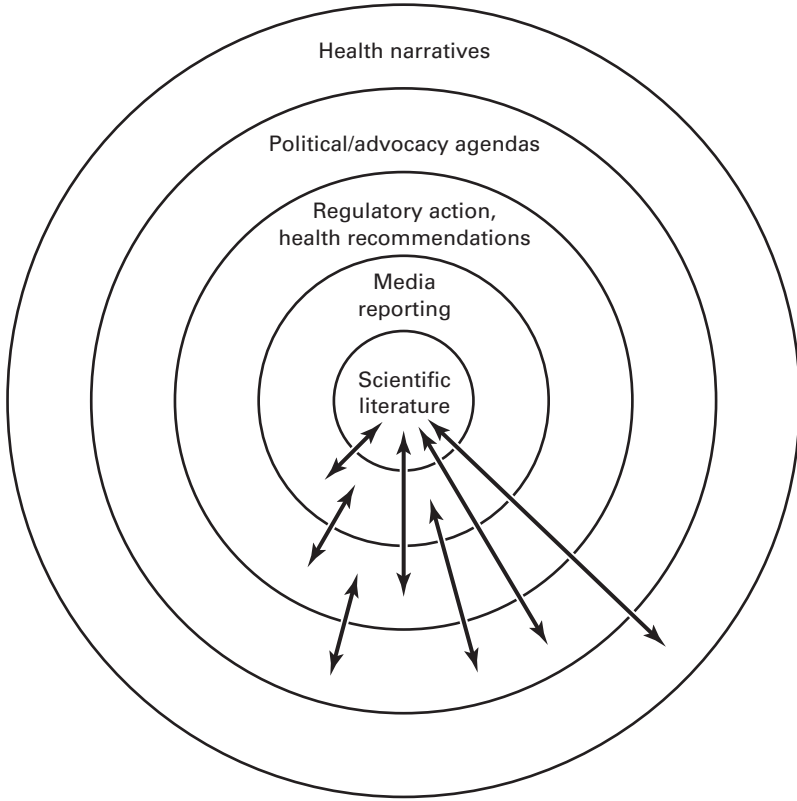 Health narratives
Political/advocacy agendas
Regulatory action,
health recommendations
Media
reporting
Scientific
literature